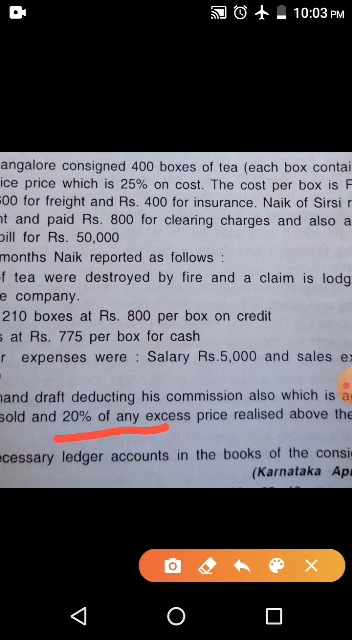 10:03 PM
angalore consigned 400 boxes of tea (each box contai
ice price which is 25% on cost. The cost per box is
600 for freight and Rs. 400 for insurance. Naik of Sirsi
nt and paid Rs. 800 for clearing charges and also a
bill for Rs. 50,000
months Naik reported as follows :
of tea were destroyed by fire and a claim is lodg
e company.
210 boxes at Rs. 800 per box on credit
s at Rs. 775 per box for cash
r expenses were : Salary Rs.5,000 and sales ex
hand draft deducting his commission also which is
sold and 20% of any excess price realised above the
ecessary ledger accounts in the books of the consi
(Karnataka Ap